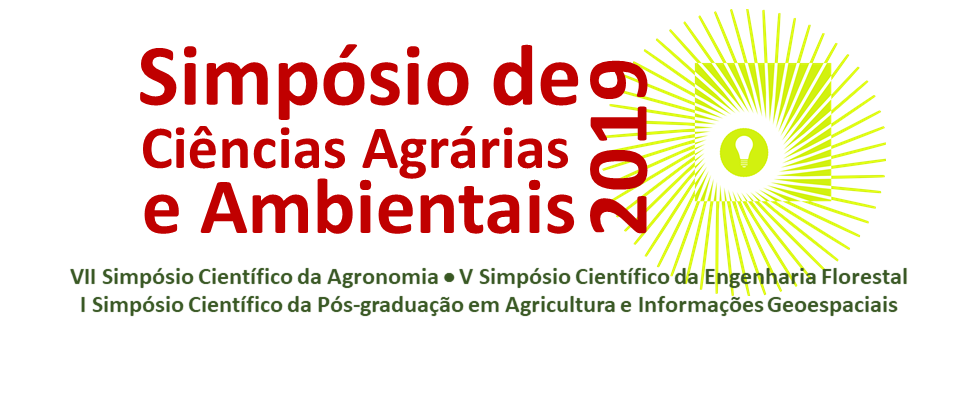 Simpósio de
Ciências Agrárias
e Ambientais
2019
VII Simpósio Científico da Agronomia • V Simpósio Científico da Engenharia Florestal
I Simpósio Científico da Pós-graduação em Agricultura e Informações Geoespaciais